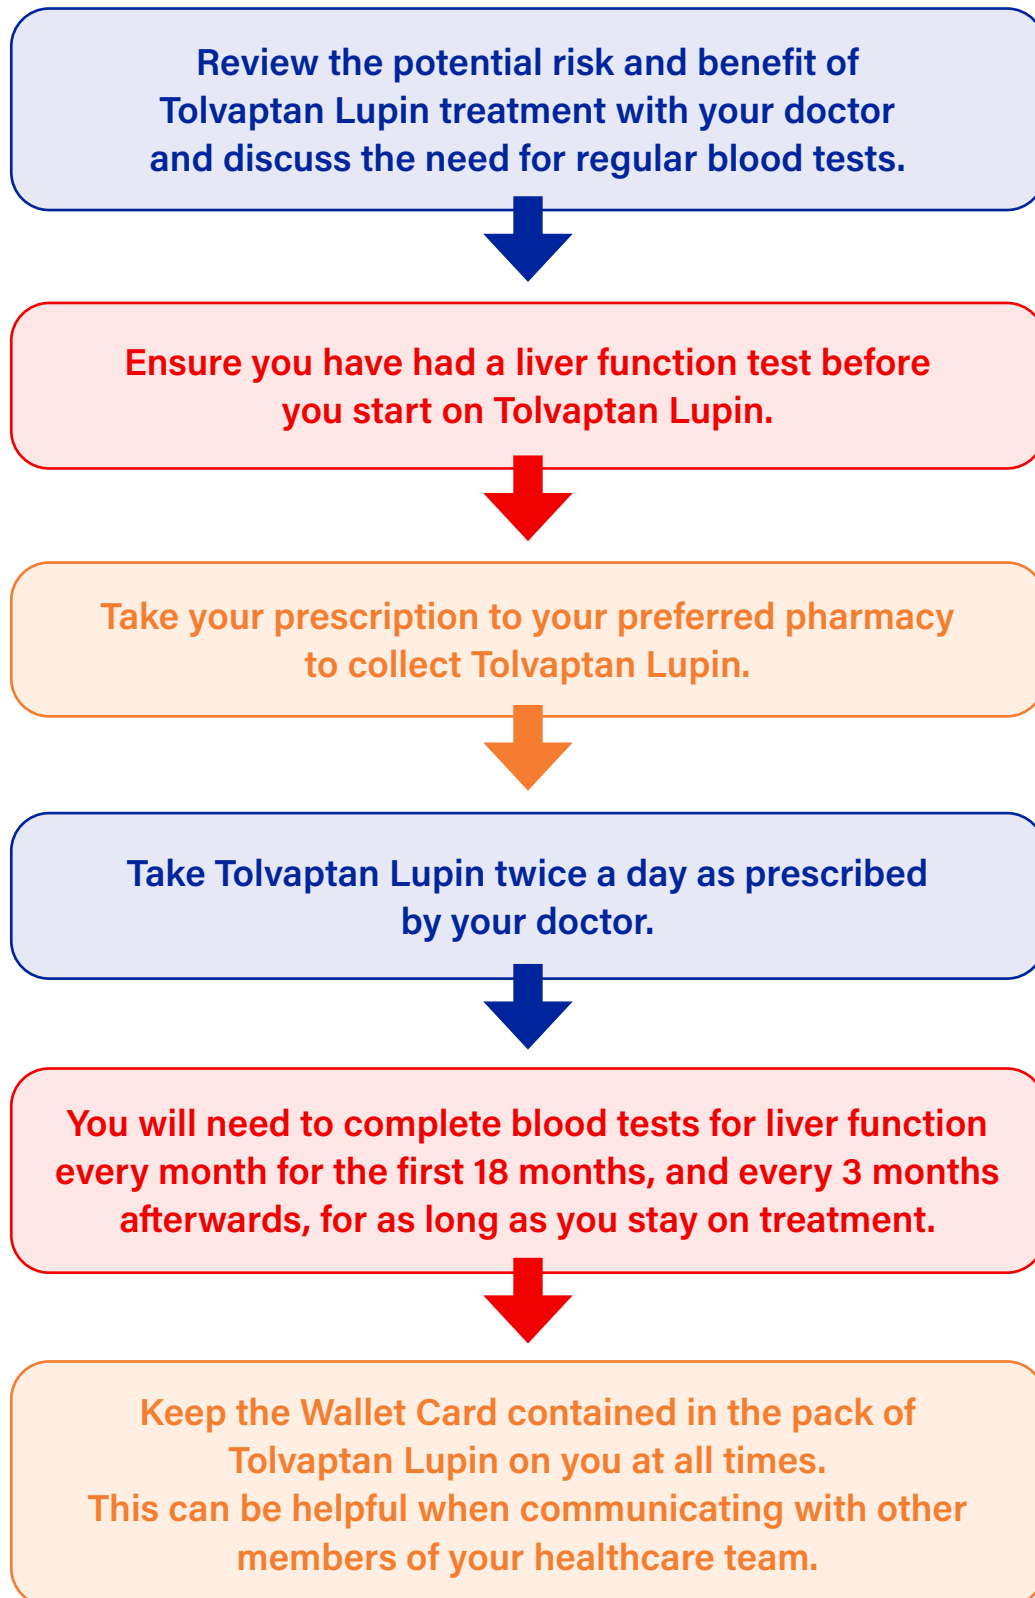 Review the potential risk and benefit of
Tolvaptan Lupin treatment with your doctor
and discuss the need for regular blood tests.
Ensure you have had a liver function test before
you start on Tolvaptan Lupin.
Take your prescription to your preferred pharmacy
to collect Tolvaptan Lupin.
Take Tolvaptan Lupin twice a day as prescribed
by your doctor.
You will need to complete blood tests for liver function
every month for the first 18 months, and every 3 months
afterwards, for as long as you stay on treatment.
Keep the Wallet Card contained in the pack of
Tolvaptan Lupin on you at all times.
This can be helpful when communicating with other
members of your healthcare team.